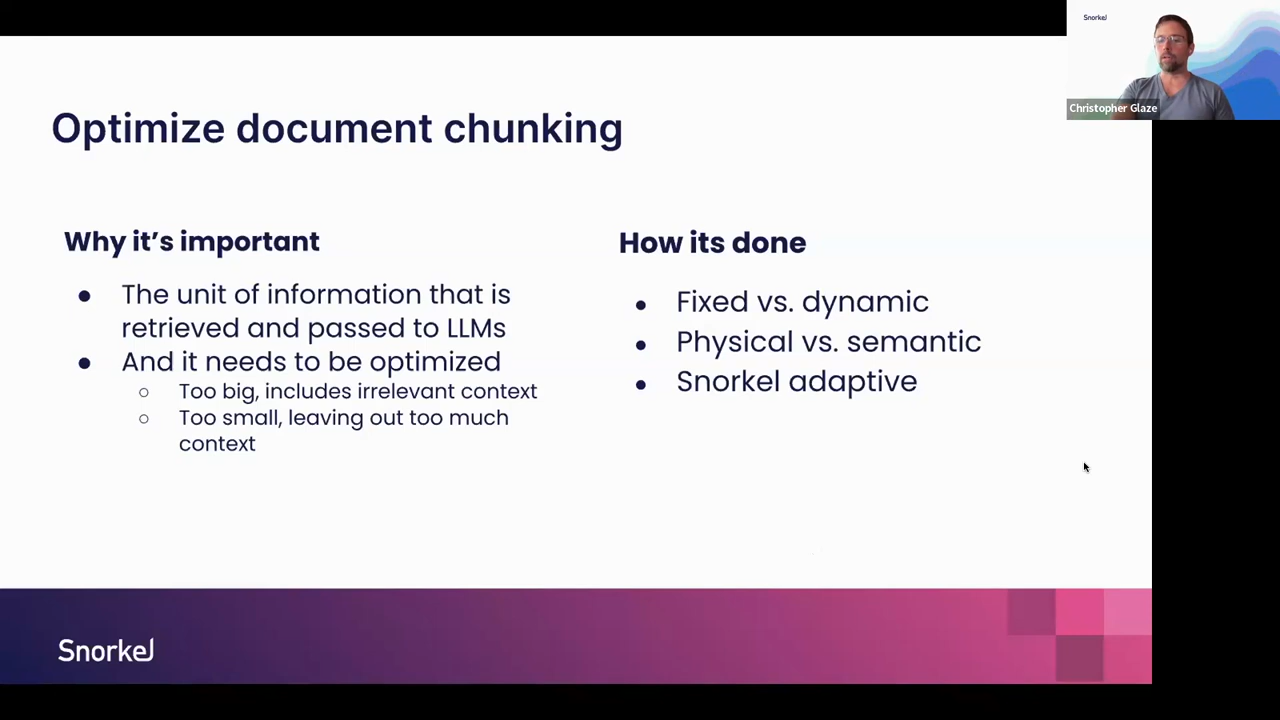 Snorkel
Christopher Glaze
Optimize document chunking
Why it's important
● The unit of information that is
retrieved and passed to LLMs
● And it needs to be optimized
○ Too big, includes irrelevant context
○ Too small, leaving out too much
context
How its done
● Fixed vs. dynamic
● Physical vs. semantic
● Snorkel adaptive
Snorkel